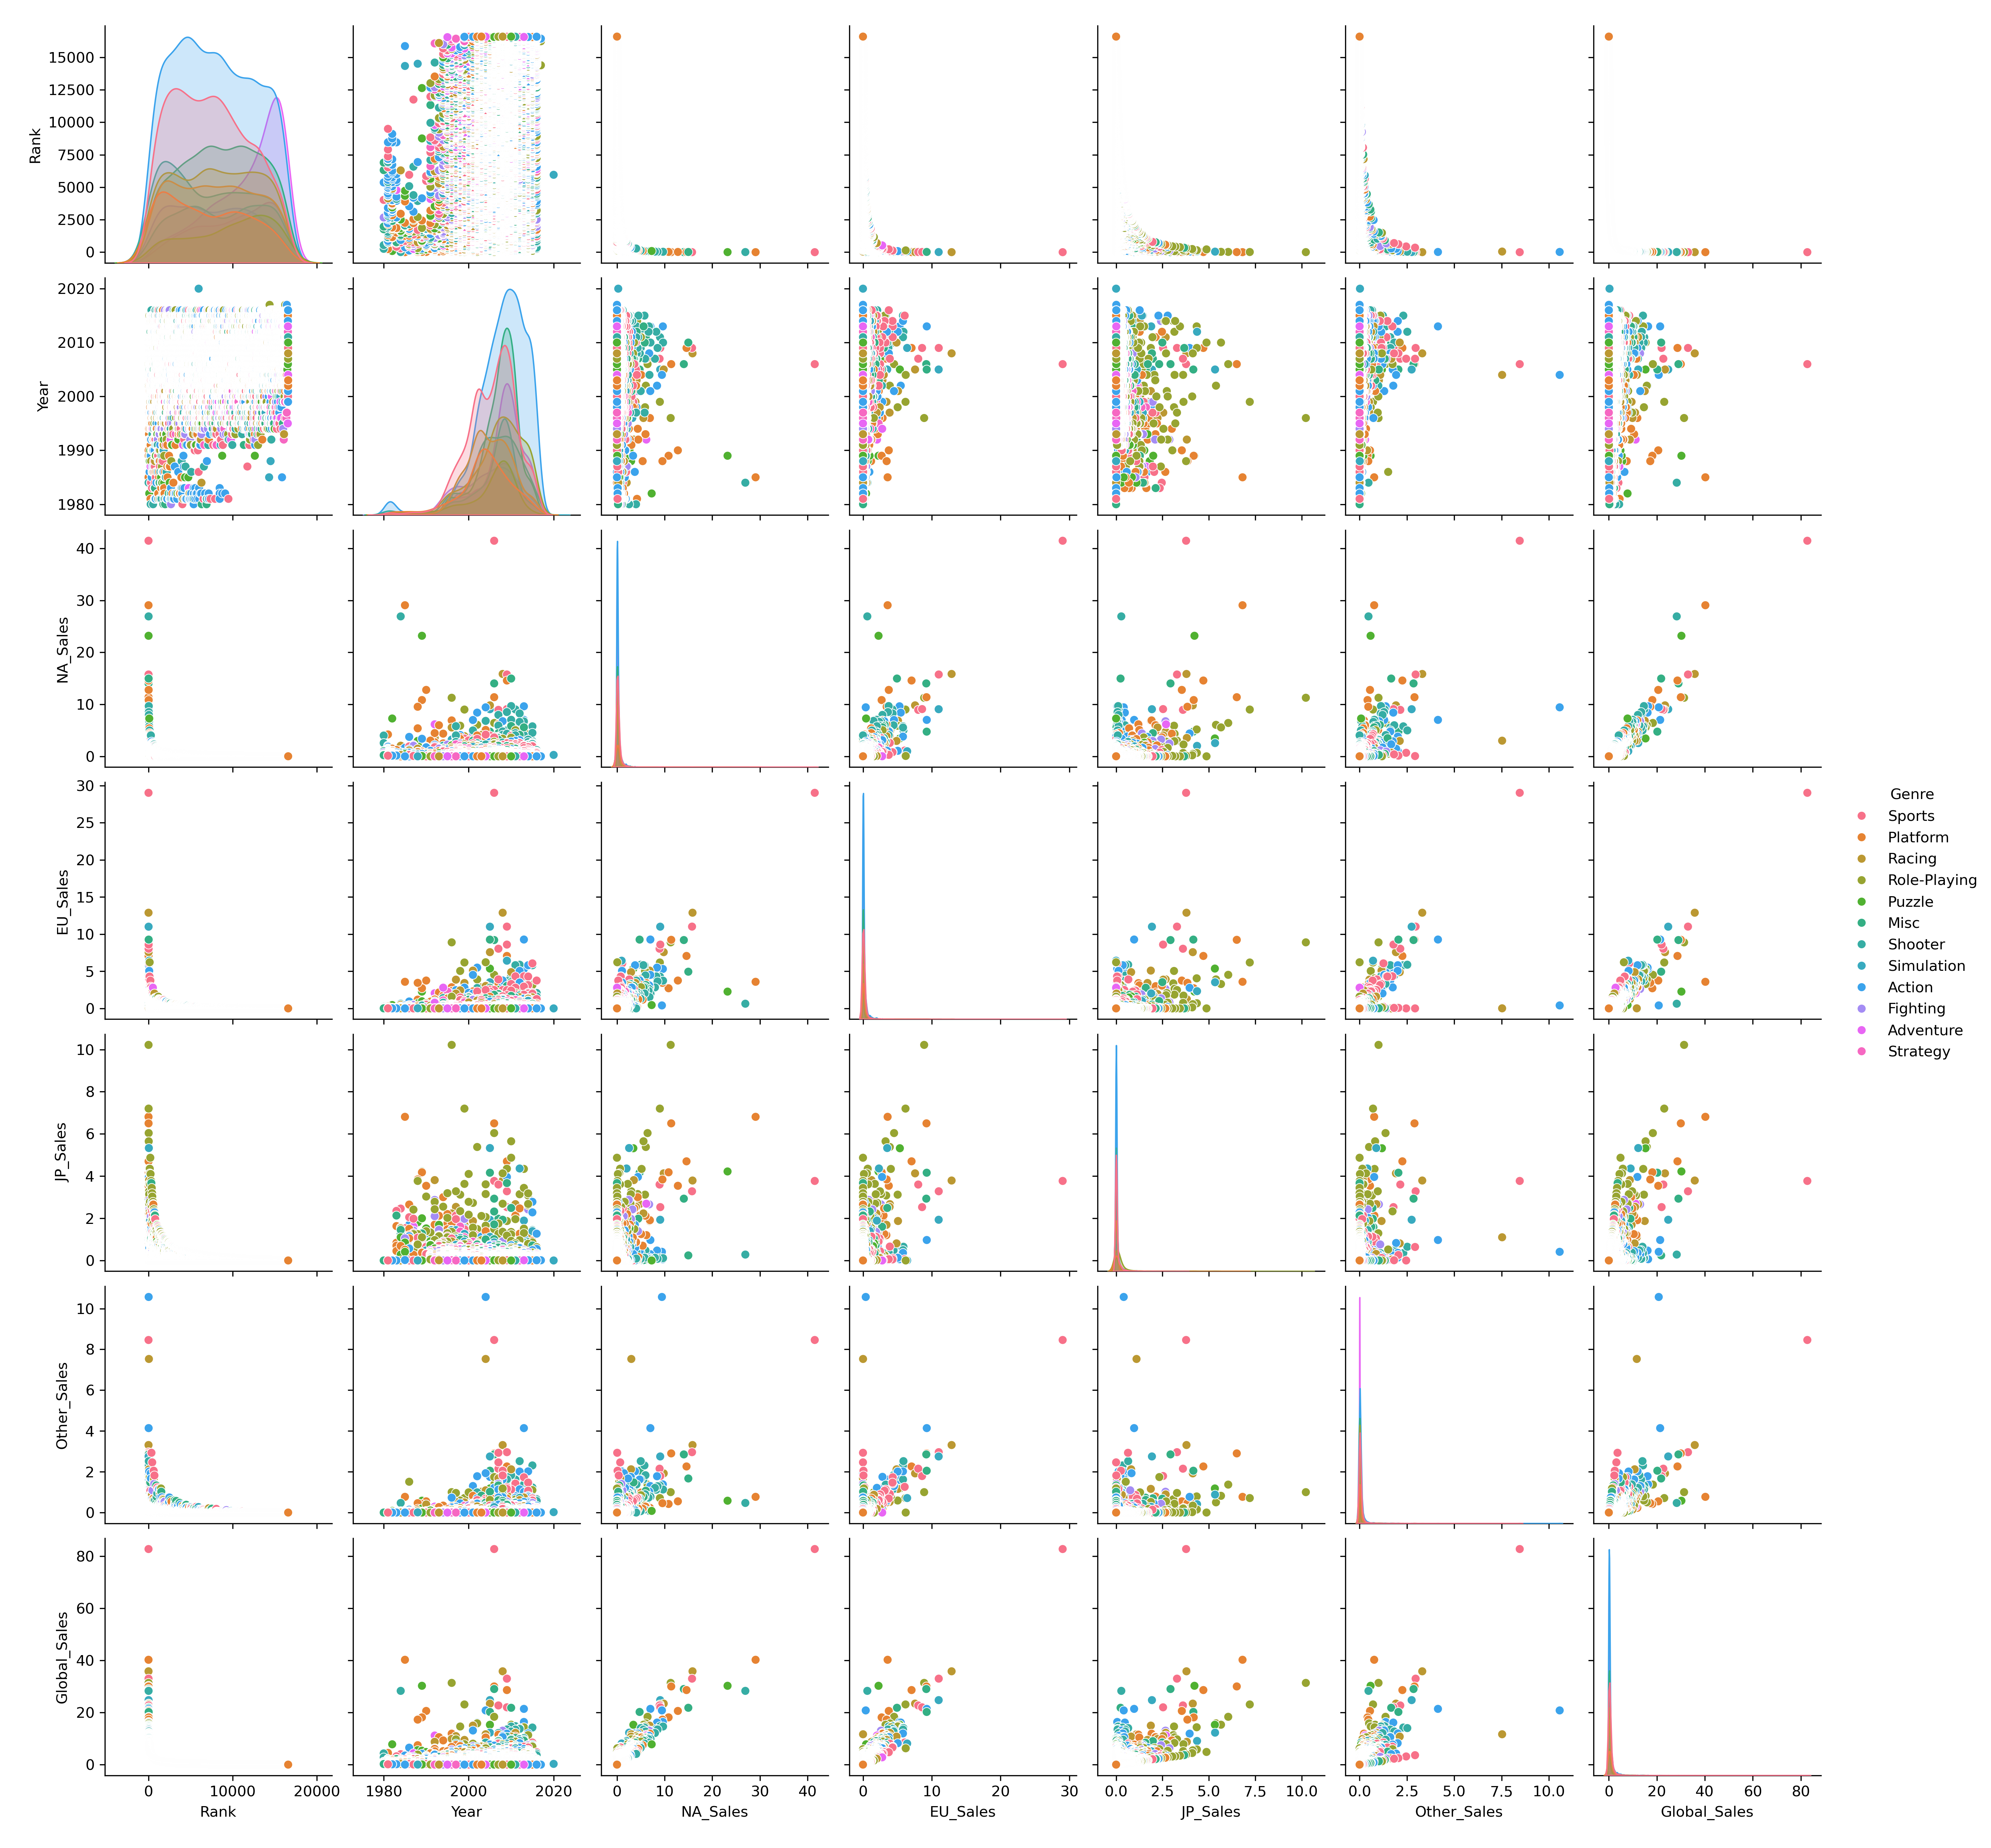 15000
12500
10000
7500
5000
2500
0
Rank
2020
2010
2000
1990
1980
Year
40
30
20
10
0
NA_Sales
30
25
20
15
10
5
0
EU_Sales
10
8
6
4
2
0
JP_Sales
10
8
6
4
2
0
Other_Sales
80
60
40
20
0
Global_Sales
0 10000 20000
Rank
1980 2000 2020
Year
0 10 20 30 40
NA_Sales
0 10 20 30
EU_Sales
0.0 2.5 5.0 7.5 10.0
JP_Sales
0.0 2.5 5.0 7.5 10.0
Other_Sales
0 20 40 60 80
Global_Sales
Genre
Sports
Platform
Racing
Role-Playing
Puzzle
Misc
Shooter
Simulation
Action
Fighting
Adventure
Strategy